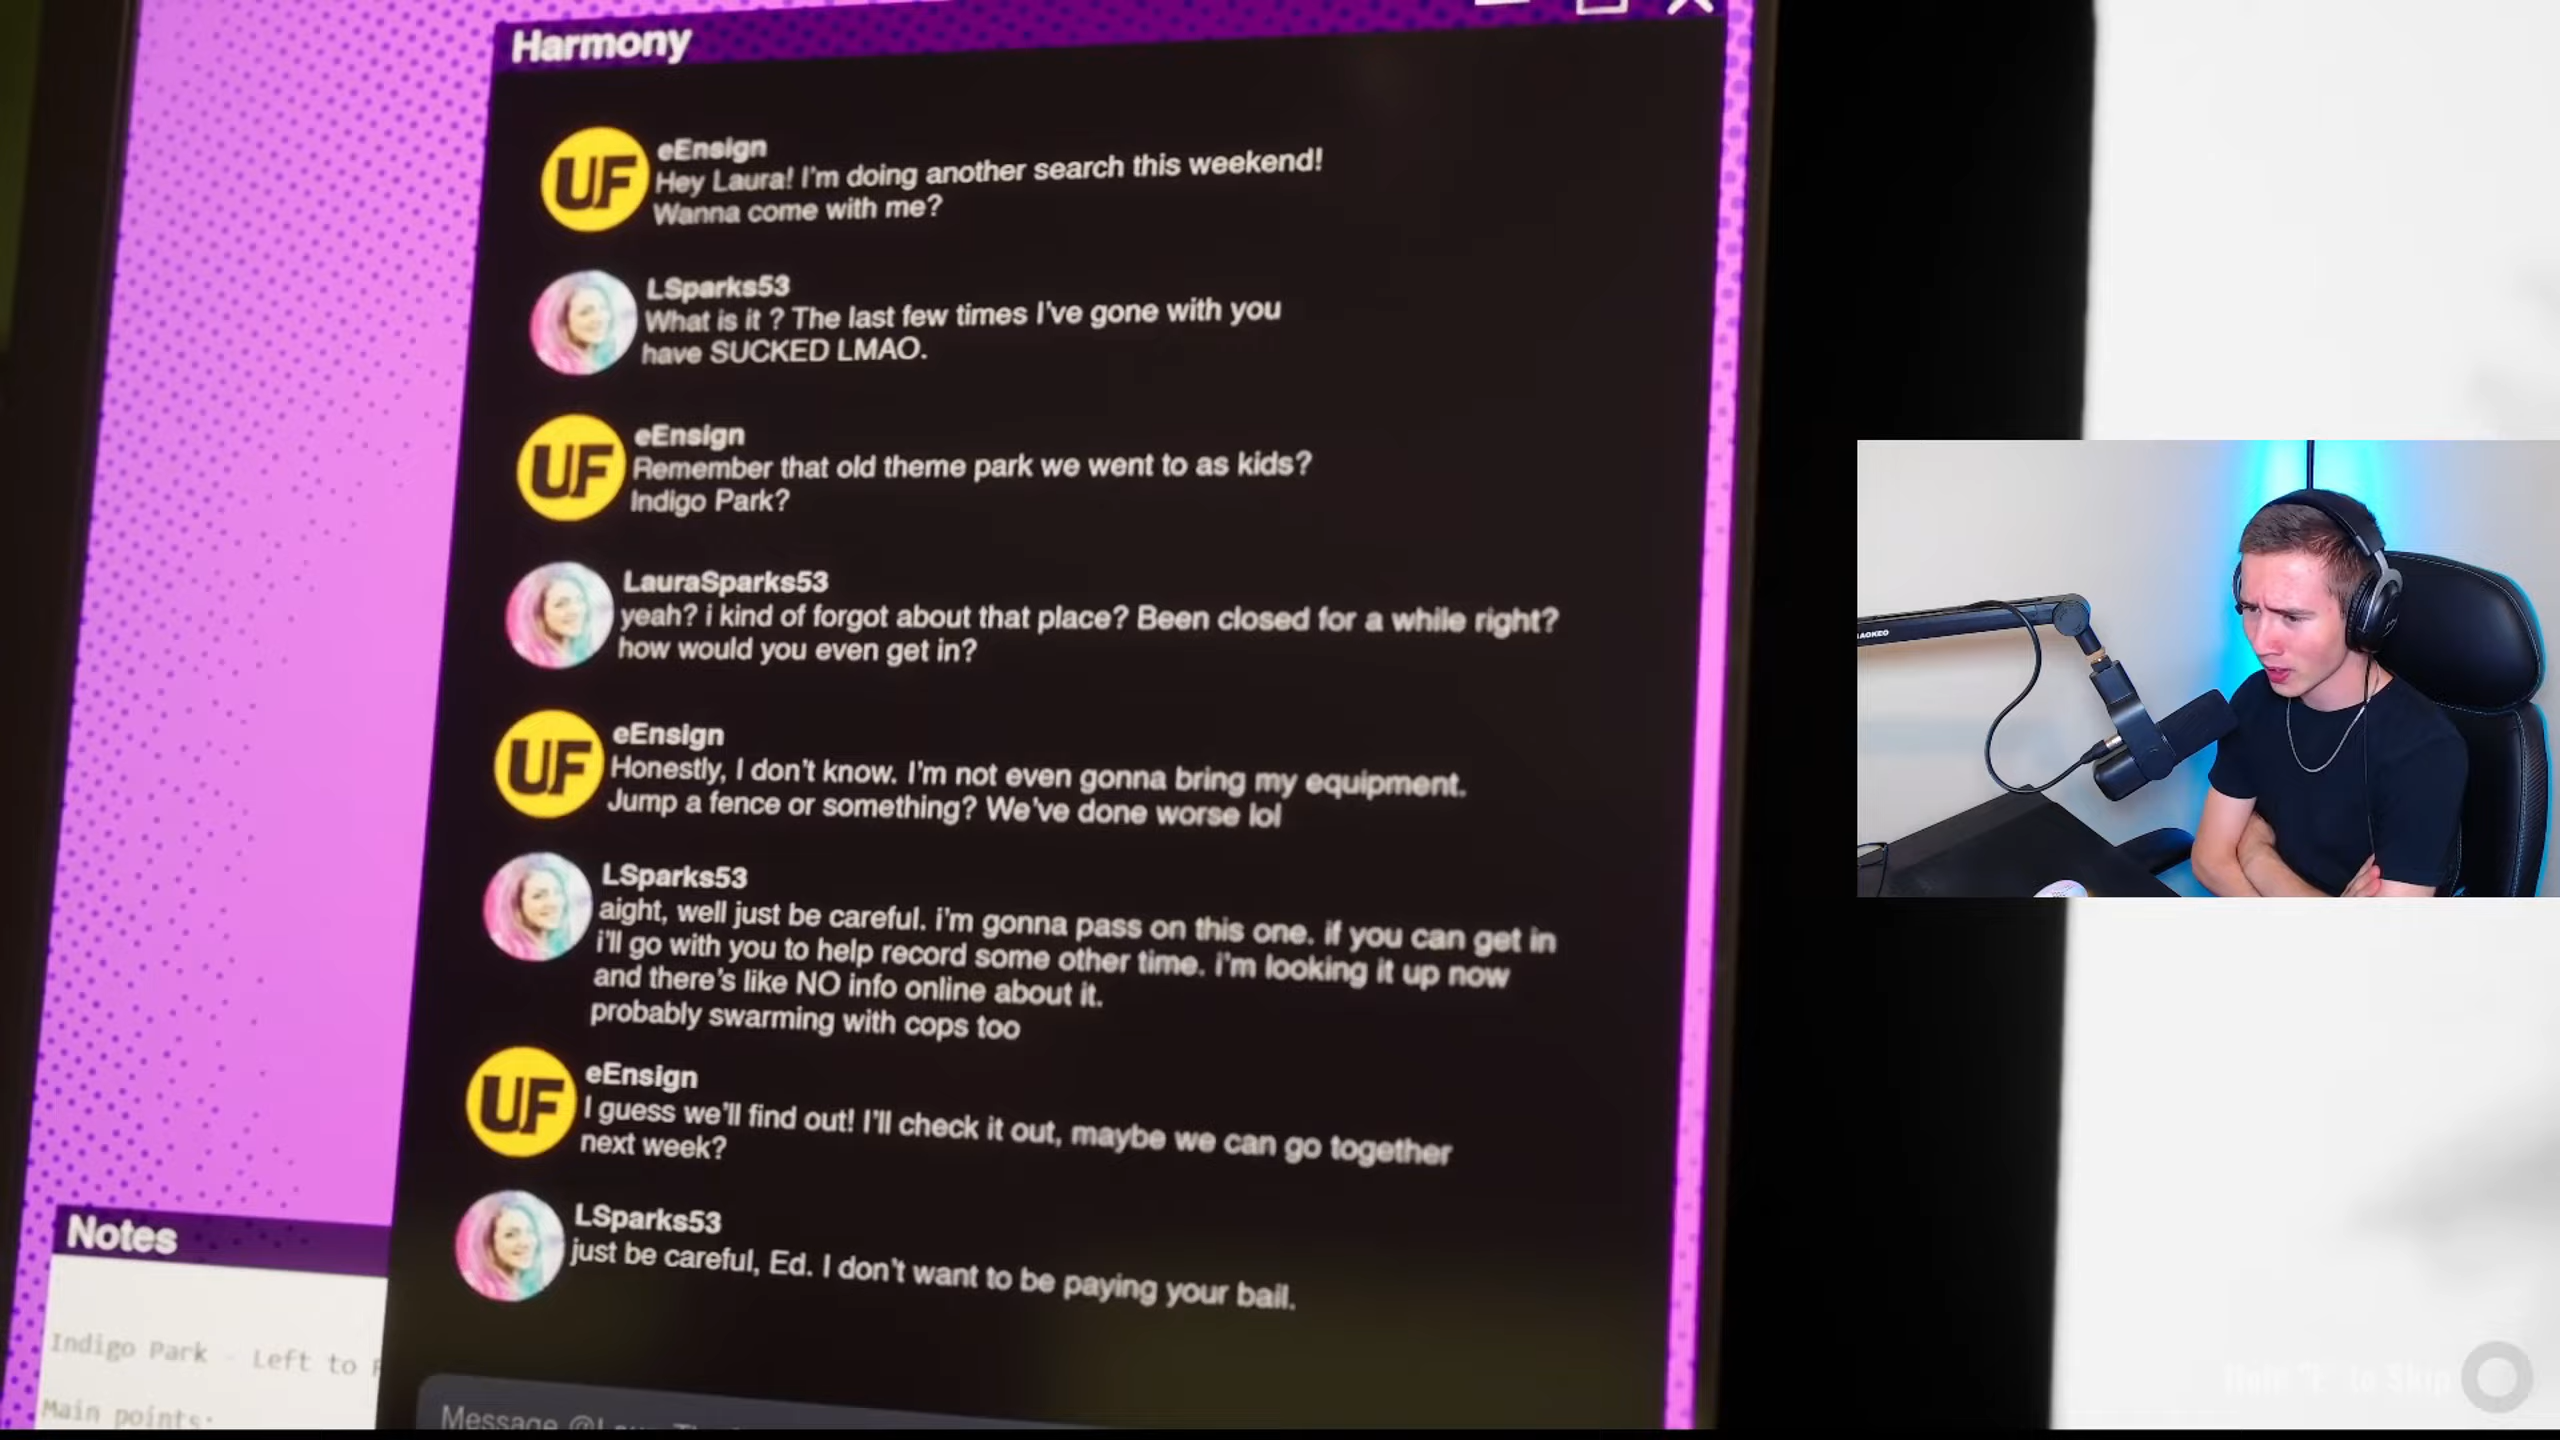 Harmony
UF
eEnsign
Hey Laura! I'm doing another search this weekend!
Wanna come with me?
LSparks53
What is it ? The last few times I've gone with you
have SUCKED LMAO.
UF
eEnsign
Remember that old theme park we went to as kids?
Indigo Park?
LauraSparks53
yeah? i kind of forgot about that place? Been closed for a while right?
how would you even get in?
UF
eEnsign
Honestly, I don't know. I'm not even gonna bring my equipment.
Jump a fence or something? We've done worse lol
LSparks53
aight, well just be careful. i'm gonna pass on this one. if you can get in
i'll go with you to help record some other time. i'm looking it up now
and there's like NO info online about it.
probably swarming with cops too
UF
eEnsign
I guess we'll find out! I'll check it out, maybe we can go together
next week?
LSparks53
just be careful, Ed. I don't want to be paying your bail.
Notes
Indigo Park - Left to
Main points:
Message
to Skip